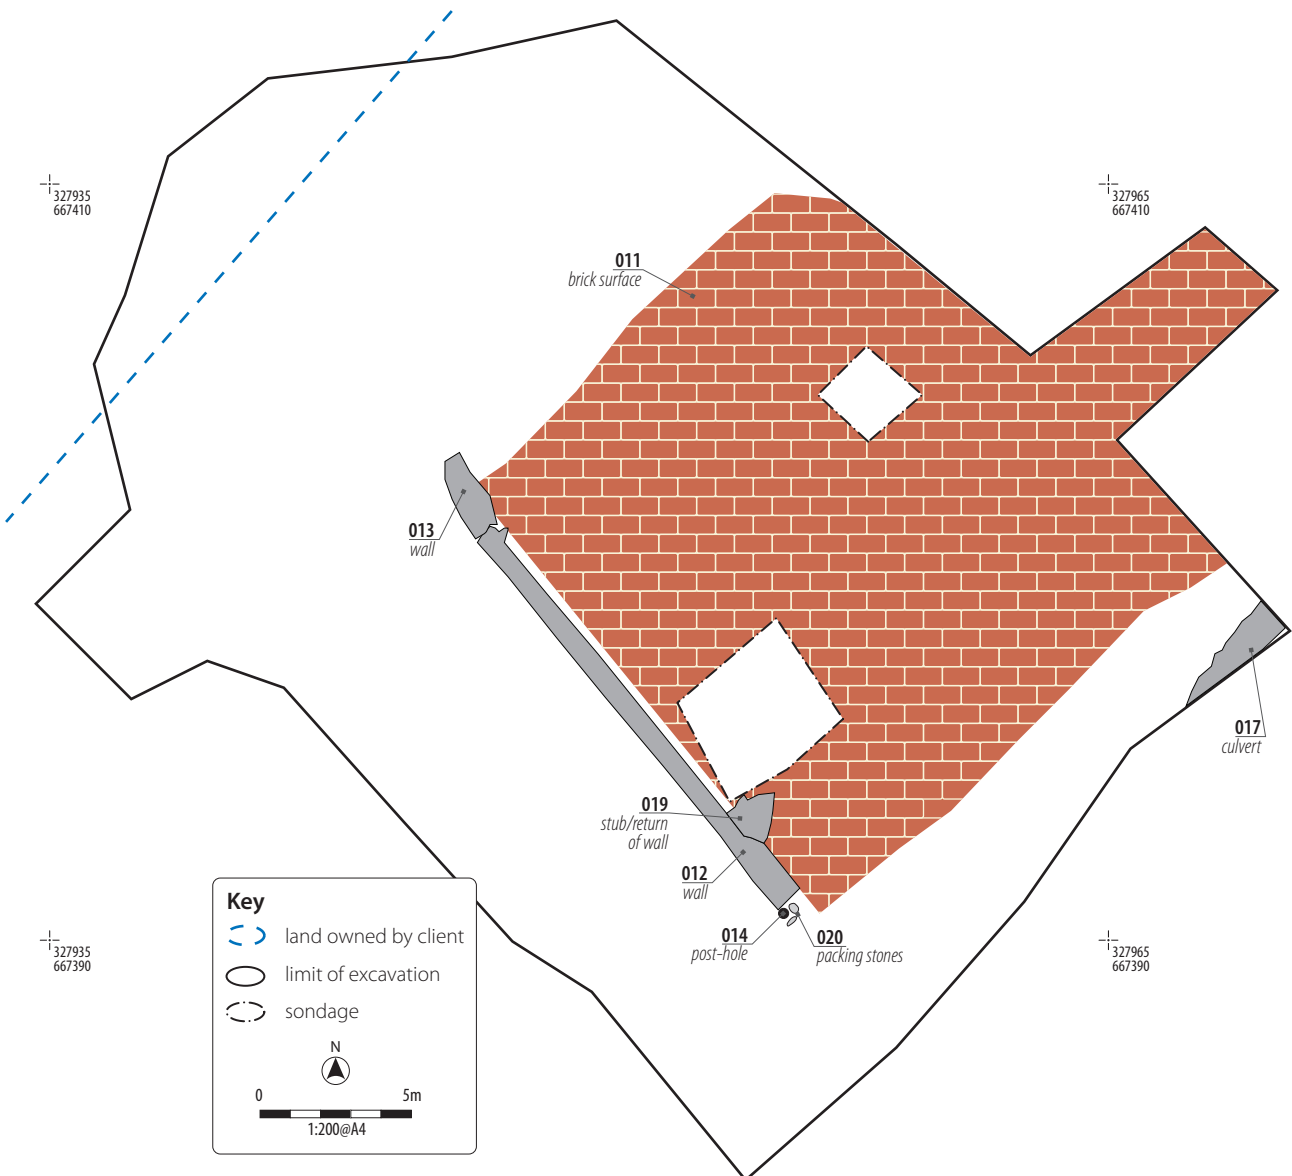 327935
667410
327965
667410
011
brick surface
013
wall
017
culvert
019
stub/return
of wall
012
wall
014
post-hole
020
packing stones
327935
667390
327965
667390
Key
land owned by client
limit of excavation
sondage
N
0 5m
1:200@A4